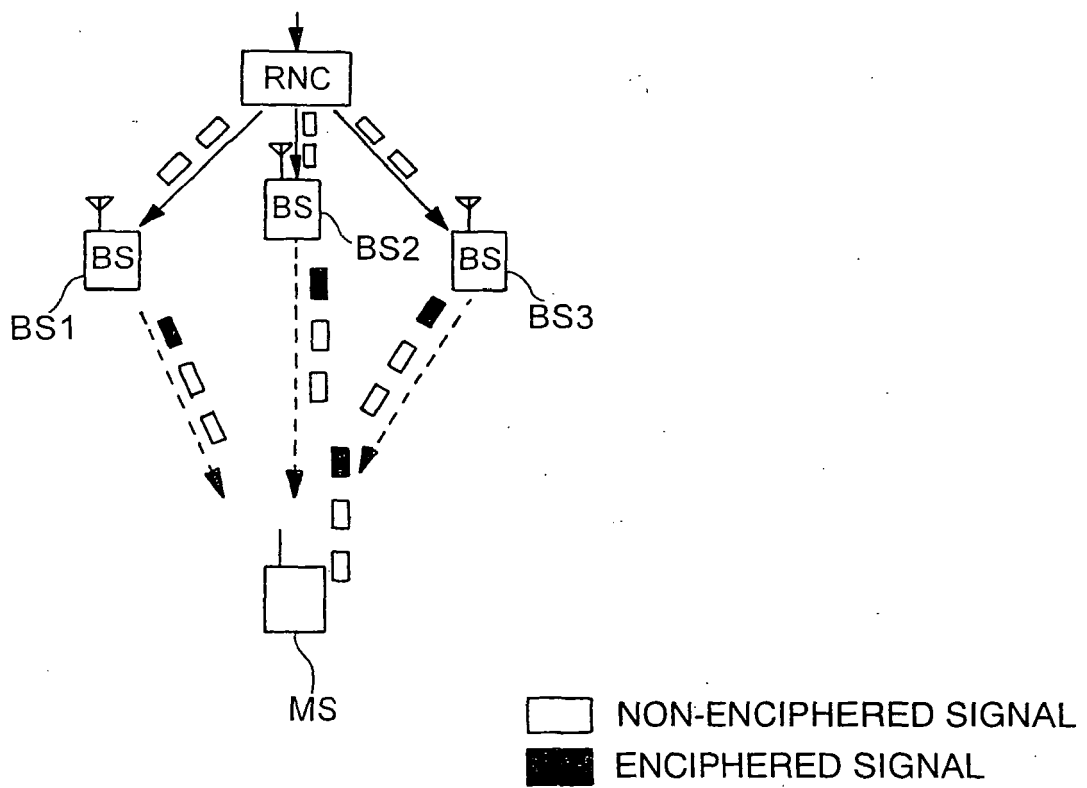 RNC
BS
BS2
BS
BS1
BS
BS3
MS
NON-ENCIPHERED SIGNAL
ENCIPHERED SIGNAL